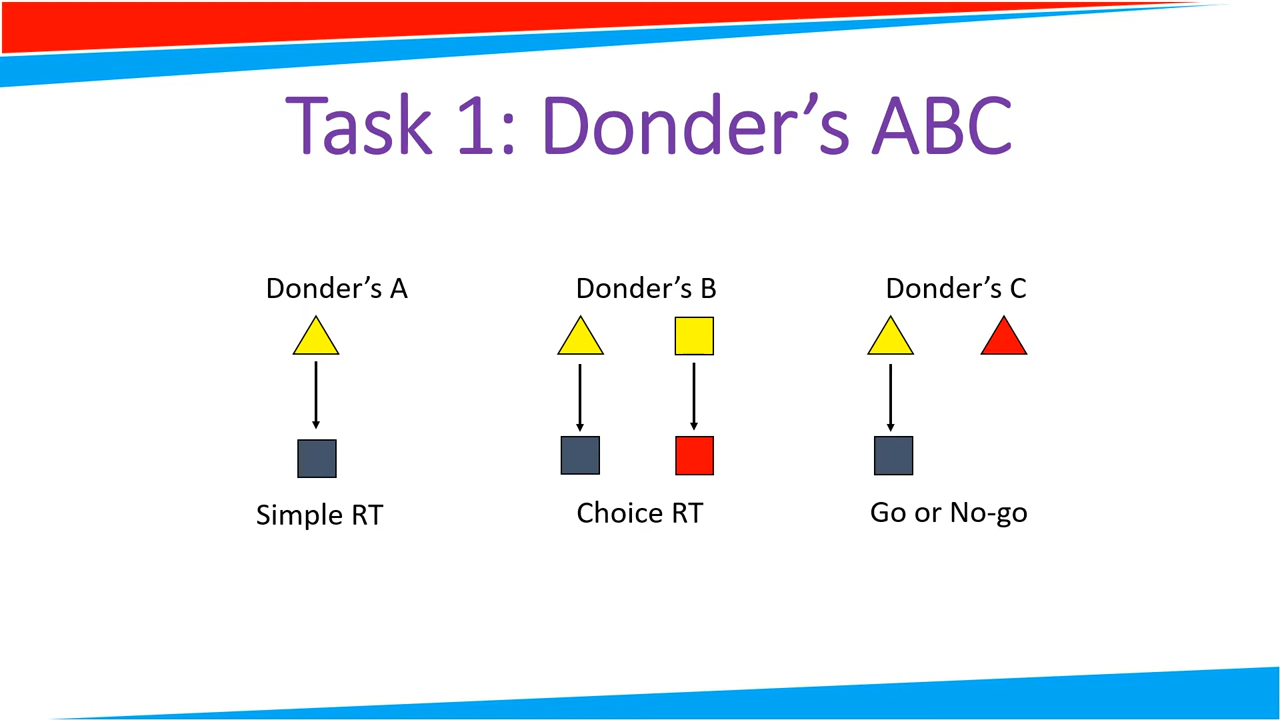 Task 1: Donder’s ABC
Donder’s A
Donder’s B
Donder’s C
Simple RT
Choice RT
Go or No-go